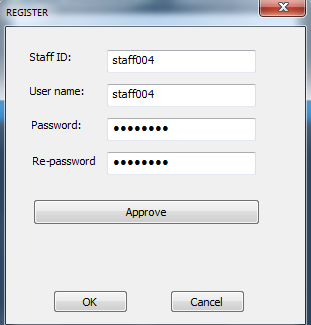 REGISTER
Staff ID: staff004
User name: staff004
Password: ●●●●●●●●
Re-password ●●●●●●●●
Approve
OK Cancel